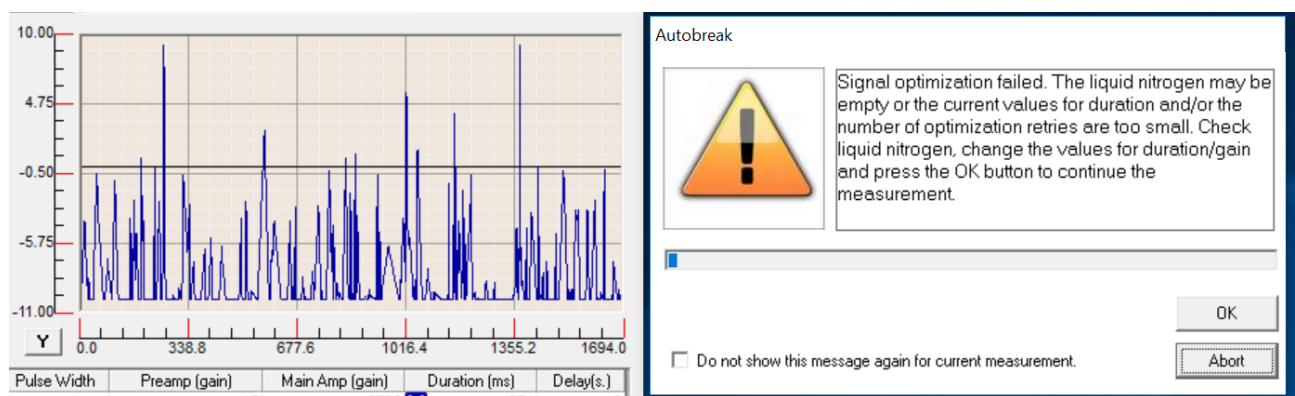 10.00
4.75
-0.50
-5.75
-11.00
Y
0.0 338.8 677.6 1016.4 1355.2 1694.0
Pulse Width Preamp (gain) Main Amp (gain) Duration (ms) Delay(s.)
Autobreak
Signal optimization failed. The liquid nitrogen may be
empty or the current values for duration and/or the
number of optimization retries are too small. Check
liquid nitrogen, change the values for duration/gain
and press the OK button to continue the
measurement.
OK
Do not show this message again for current measurement.
Abort